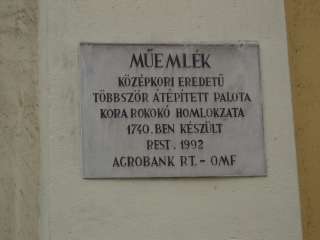 MŰEMLÉK
KÖZÉPKORI EREDETŰ
TÖBBSZÖR ÁTÉPÍTETT PALOTA
KORA ROKOKÓ HOMLOKZATA
1740.BEN KÉSZÜLT
REST. 1992
AGROBANK RT.- OMF